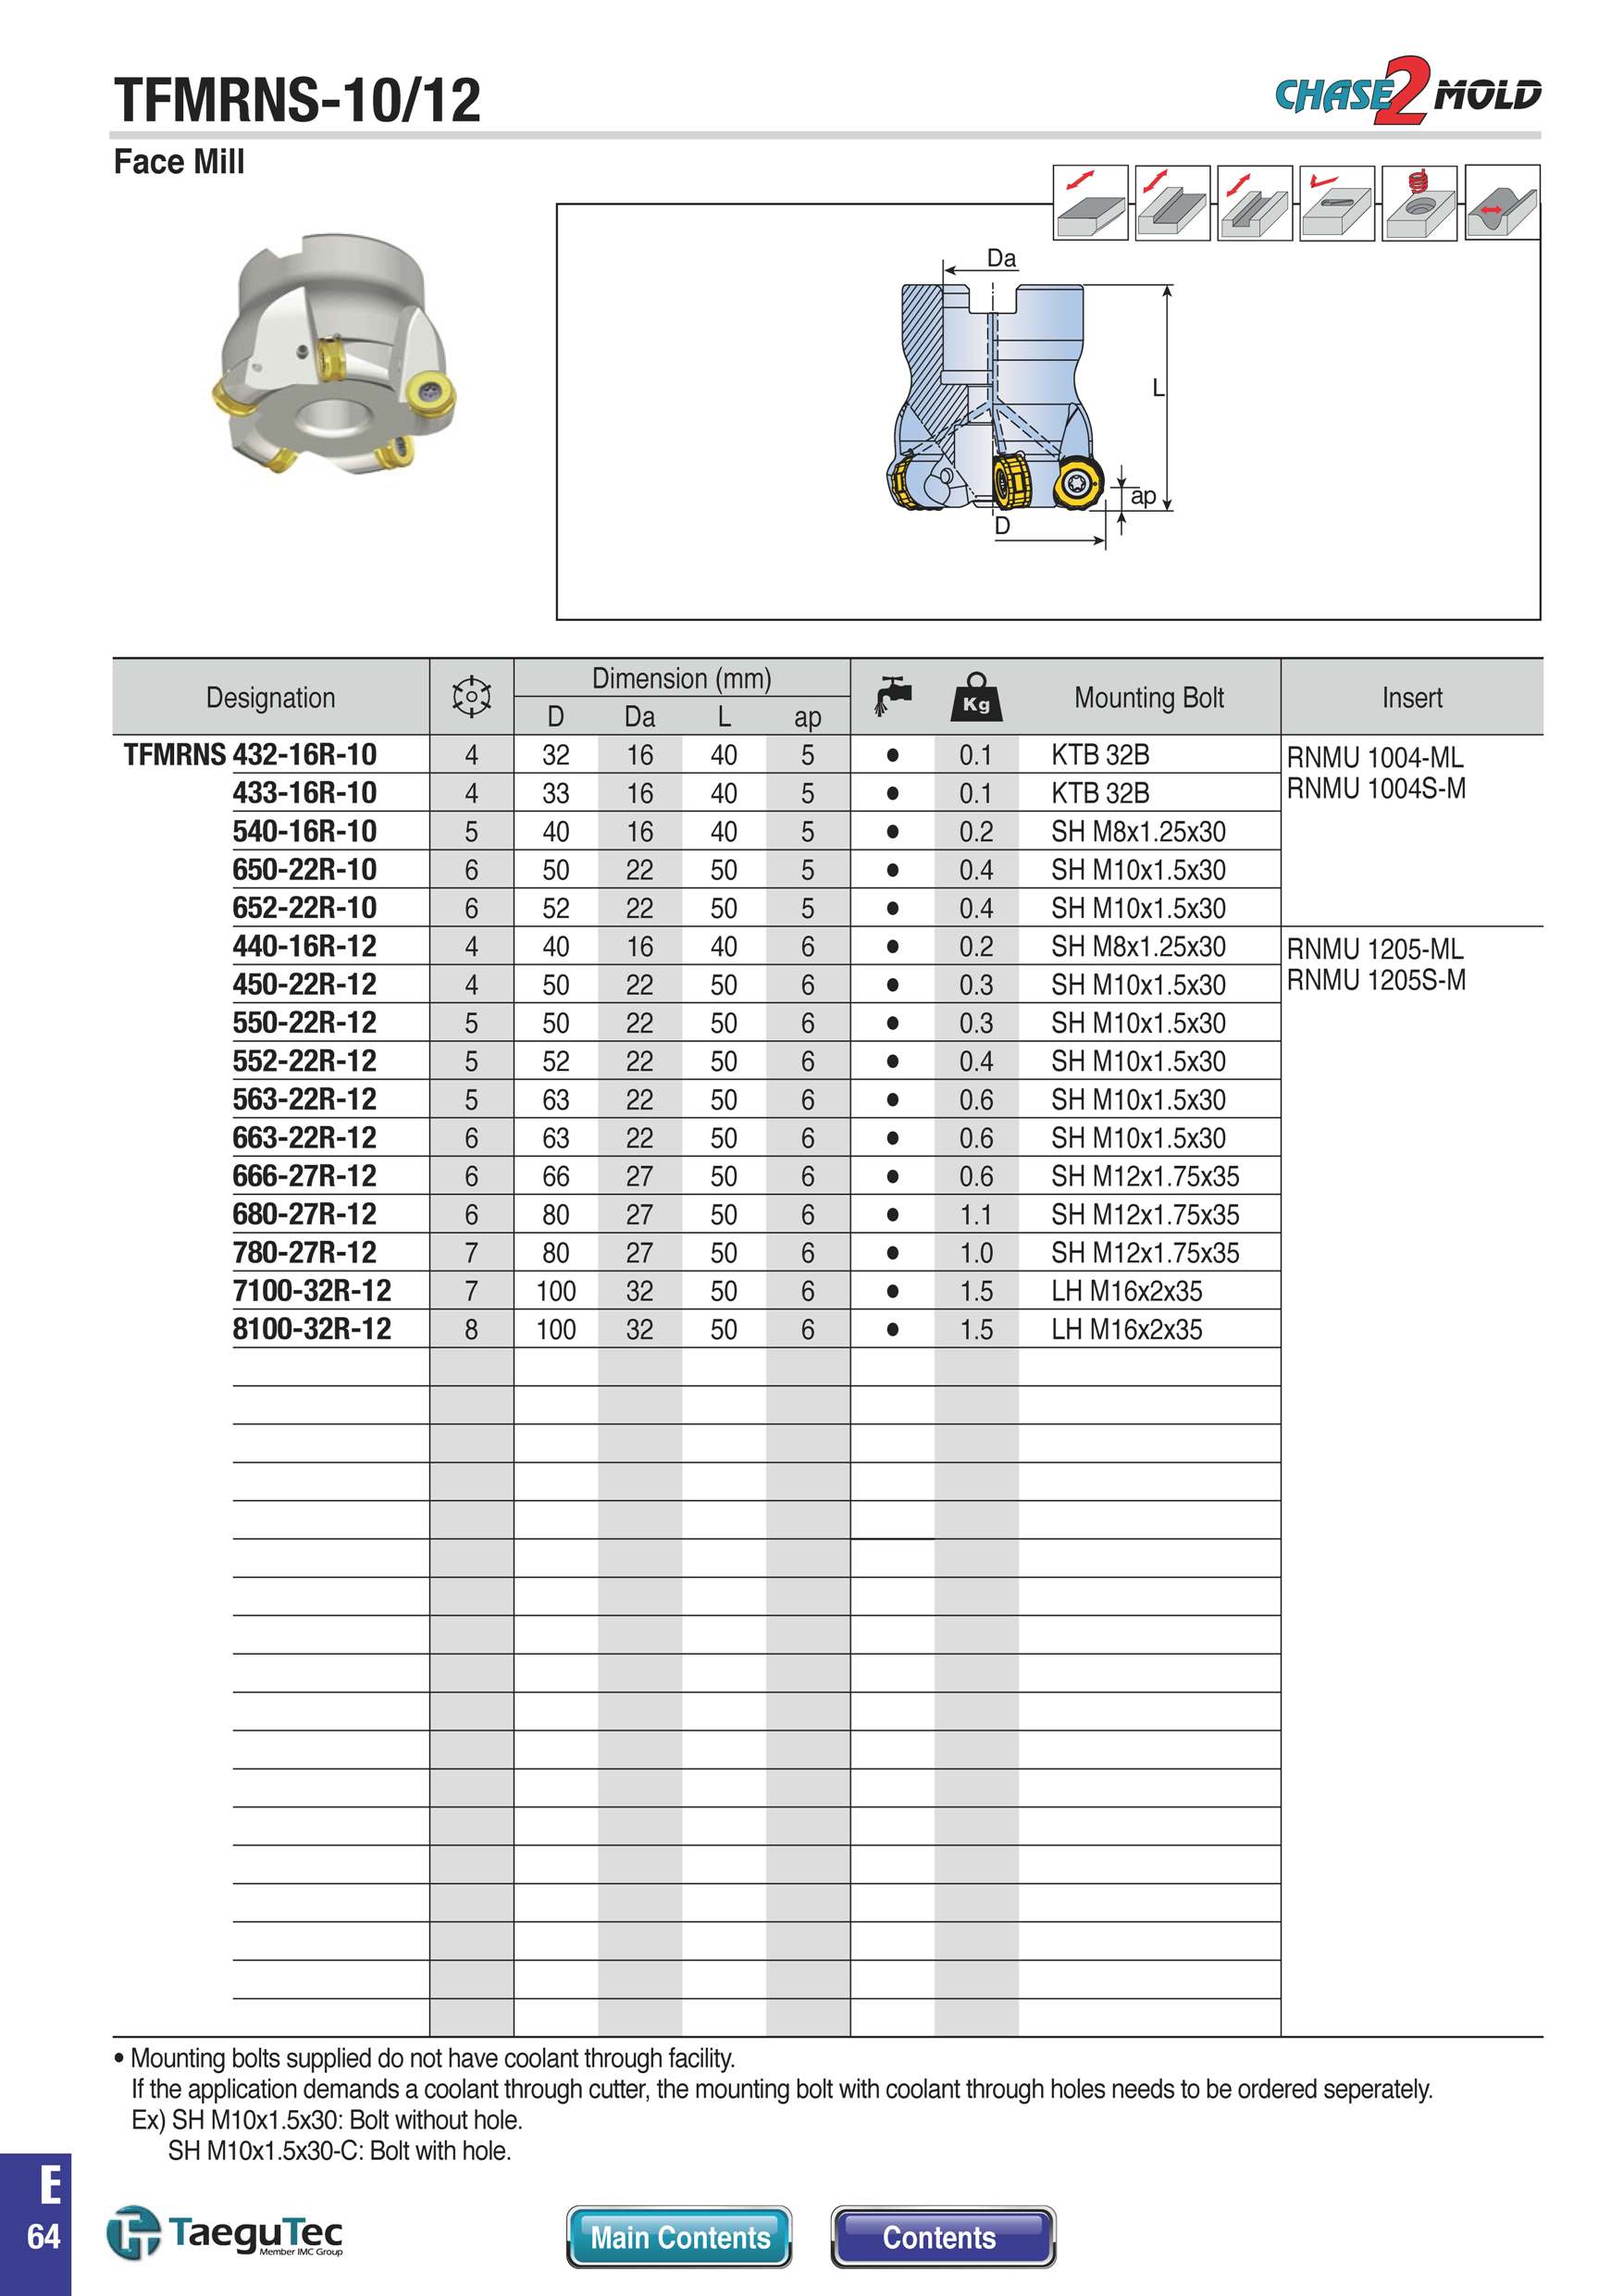 TFMRNS-10/12
CHASE2MOLD
Face Mill
Da
L
ap
D
Designation Dimension (mm) Kg Mounting Bolt Insert
D Da L ap
TFMRNS 432-16R-10 4 32 16 40 5 • 0.1 KTB 32B RNMU 1004-ML
433-16R-10 4 33 16 40 5 • 0.1 KTB 32B RNMU 1004S-M
540-16R-10 5 40 16 40 5 • 0.2 SH M8x1.25x30
650-22R-10 6 50 22 50 5 • 0.4 SH M10x1.5x30
652-22R-10 6 52 22 50 5 • 0.4 SH M10x1.5x30
440-16R-12 4 40 16 40 6 • 0.2 SH M8x1.25x30 RNMU 1205-ML
450-22R-12 4 50 22 50 6 • 0.3 SH M10x1.5x30 RNMU 1205S-M
550-22R-12 5 50 22 50 6 • 0.3 SH M10x1.5x30
552-22R-12 5 52 22 50 6 • 0.4 SH M10x1.5x30
563-22R-12 5 63 22 50 6 • 0.6 SH M10x1.5x30
663-22R-12 6 63 22 50 6 • 0.6 SH M10x1.5x30
666-27R-12 6 66 27 50 6 • 0.6 SH M12x1.75x35
680-27R-12 6 80 27 50 6 • 1.1 SH M12x1.75x35
780-27R-12 7 80 27 50 6 • 1.0 SH M12x1.75x35
7100-32R-12 7 100 32 50 6 • 1.5 LH M16x2x35
8100-32R-12 8 100 32 50 6 • 1.5 LH M16x2x35
• Mounting bolts supplied do not have coolant through facility.
If the application demands a coolant through cutter, the mounting bolt with coolant through holes needs to be ordered seperately.
Ex) SH M10x1.5x30: Bolt without hole.
SH M10x1.5x30-C: Bolt with hole.
E
64
TaeguTec
Member IMC Group
Main Contents
Contents